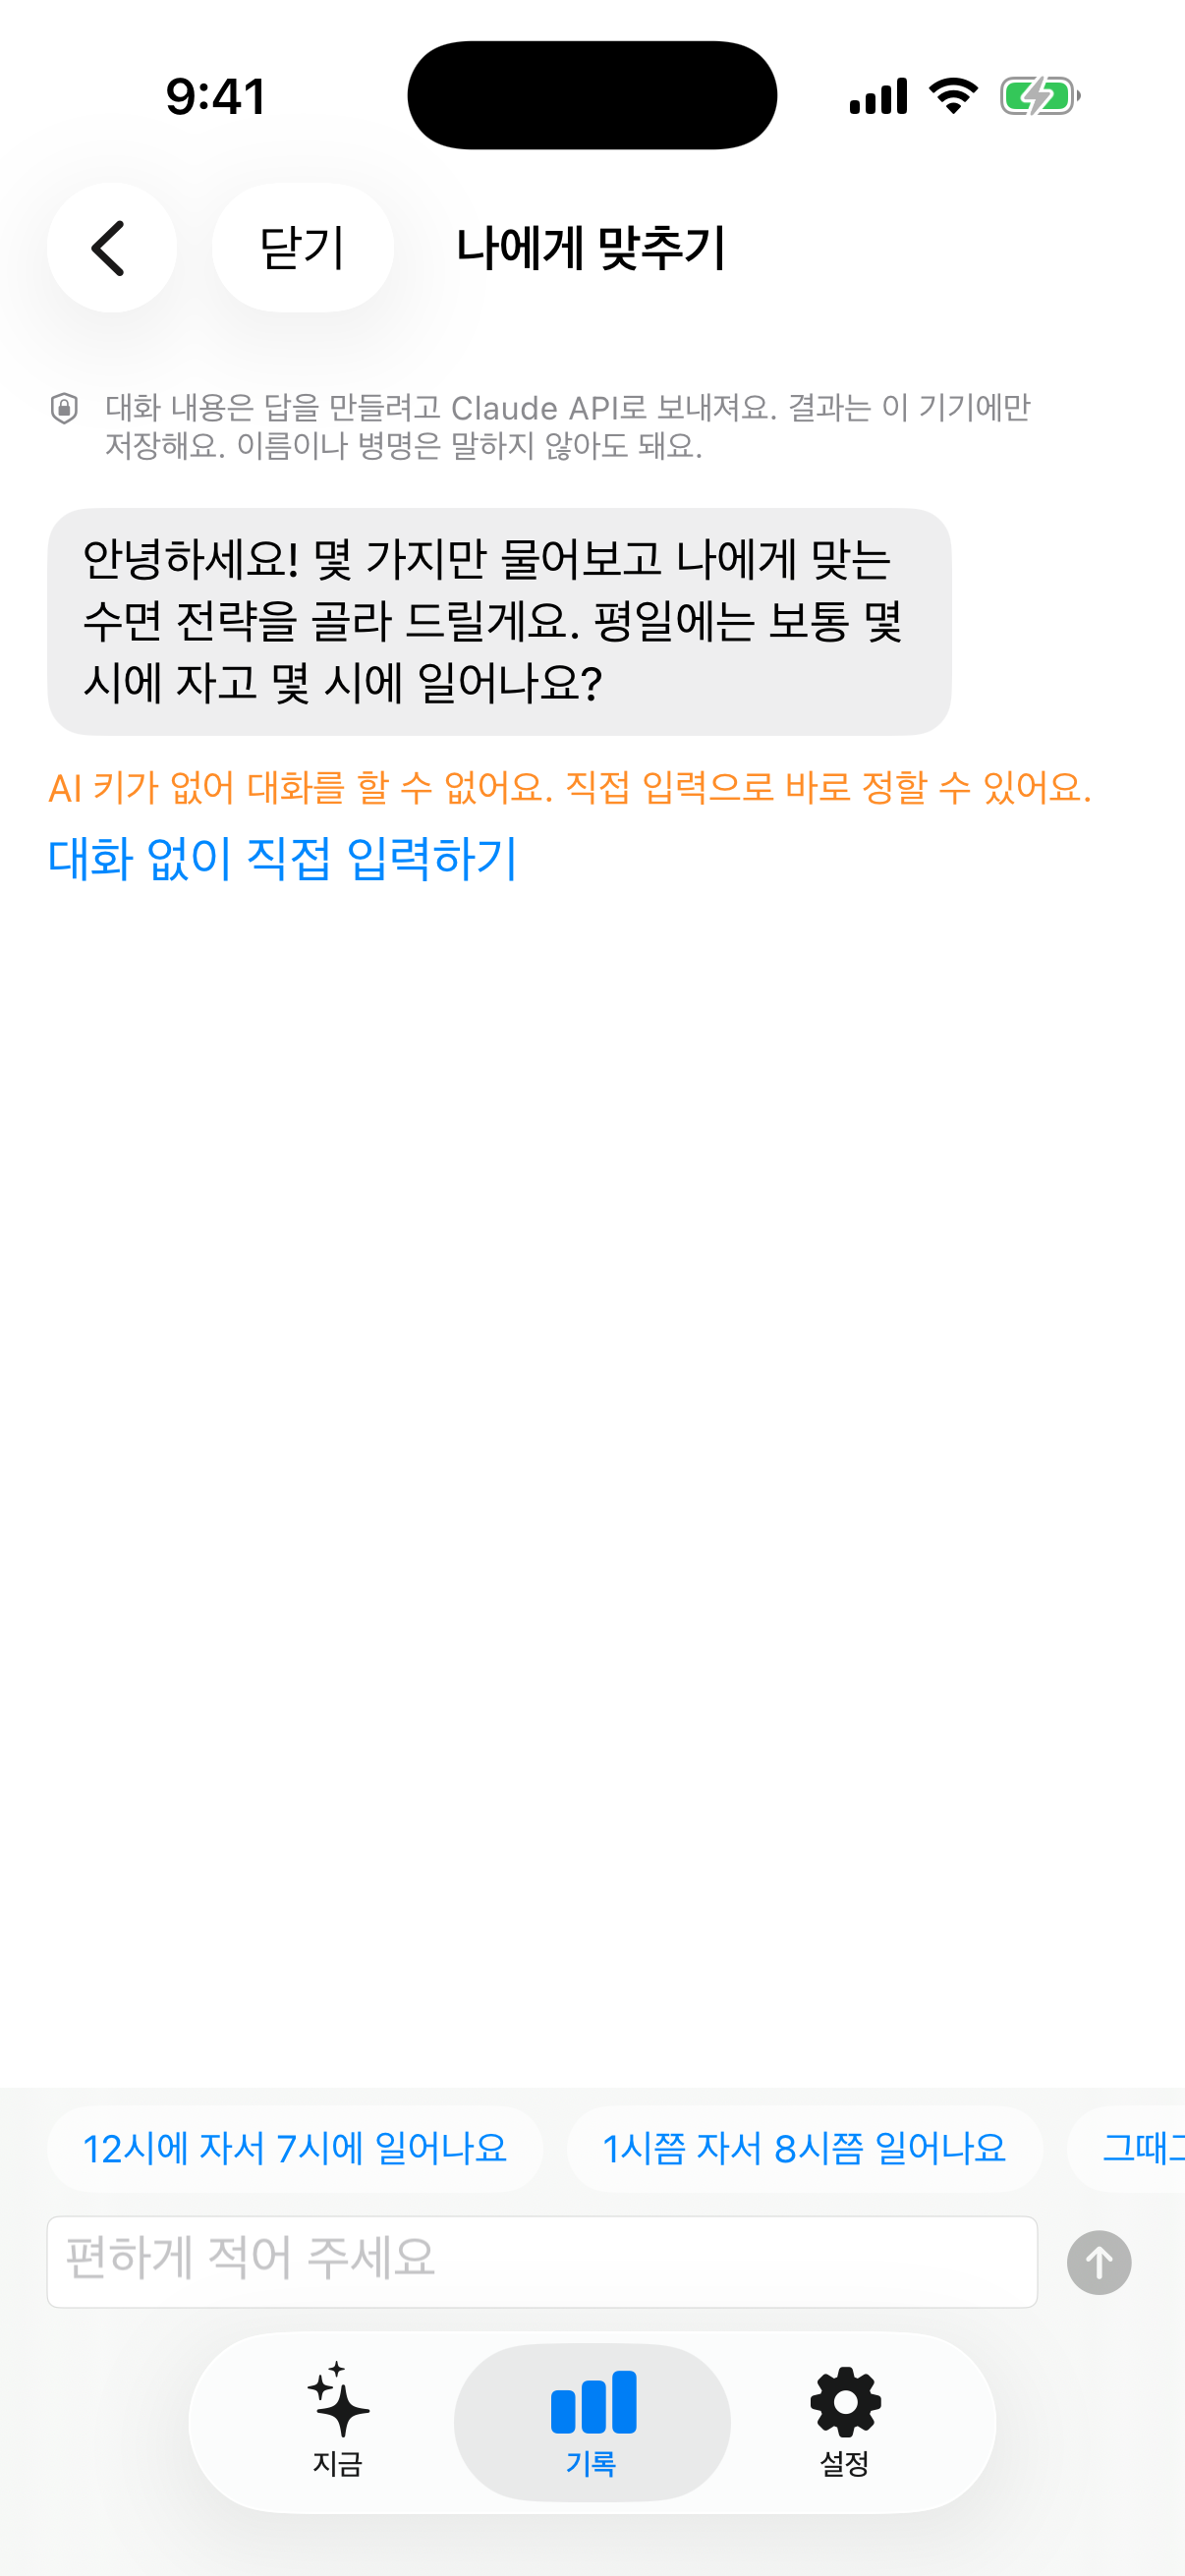 9:41
닫기
나에게 맞추기
대화 내용은 답을 만들려고 Claude API로 보내져요. 결과는 이 기기에만
저장해요. 이름이나 병명은 말하지 않아도 돼요.
안녕하세요! 몇 가지만 물어보고 나에게 맞는
수면 전략을 골라 드릴게요. 평일에는 보통 몇
시에 자고 몇 시에 일어나요?
AI 키가 없어 대화를 할 수 없어요. 직접 입력으로 바로 정할 수 있어요.
대화 없이 직접 입력하기
12시에 자서 7시에 일어나요
1시쯤 자서 8시쯤 일어나요
편하게 적어 주세요
지금
기록
설정